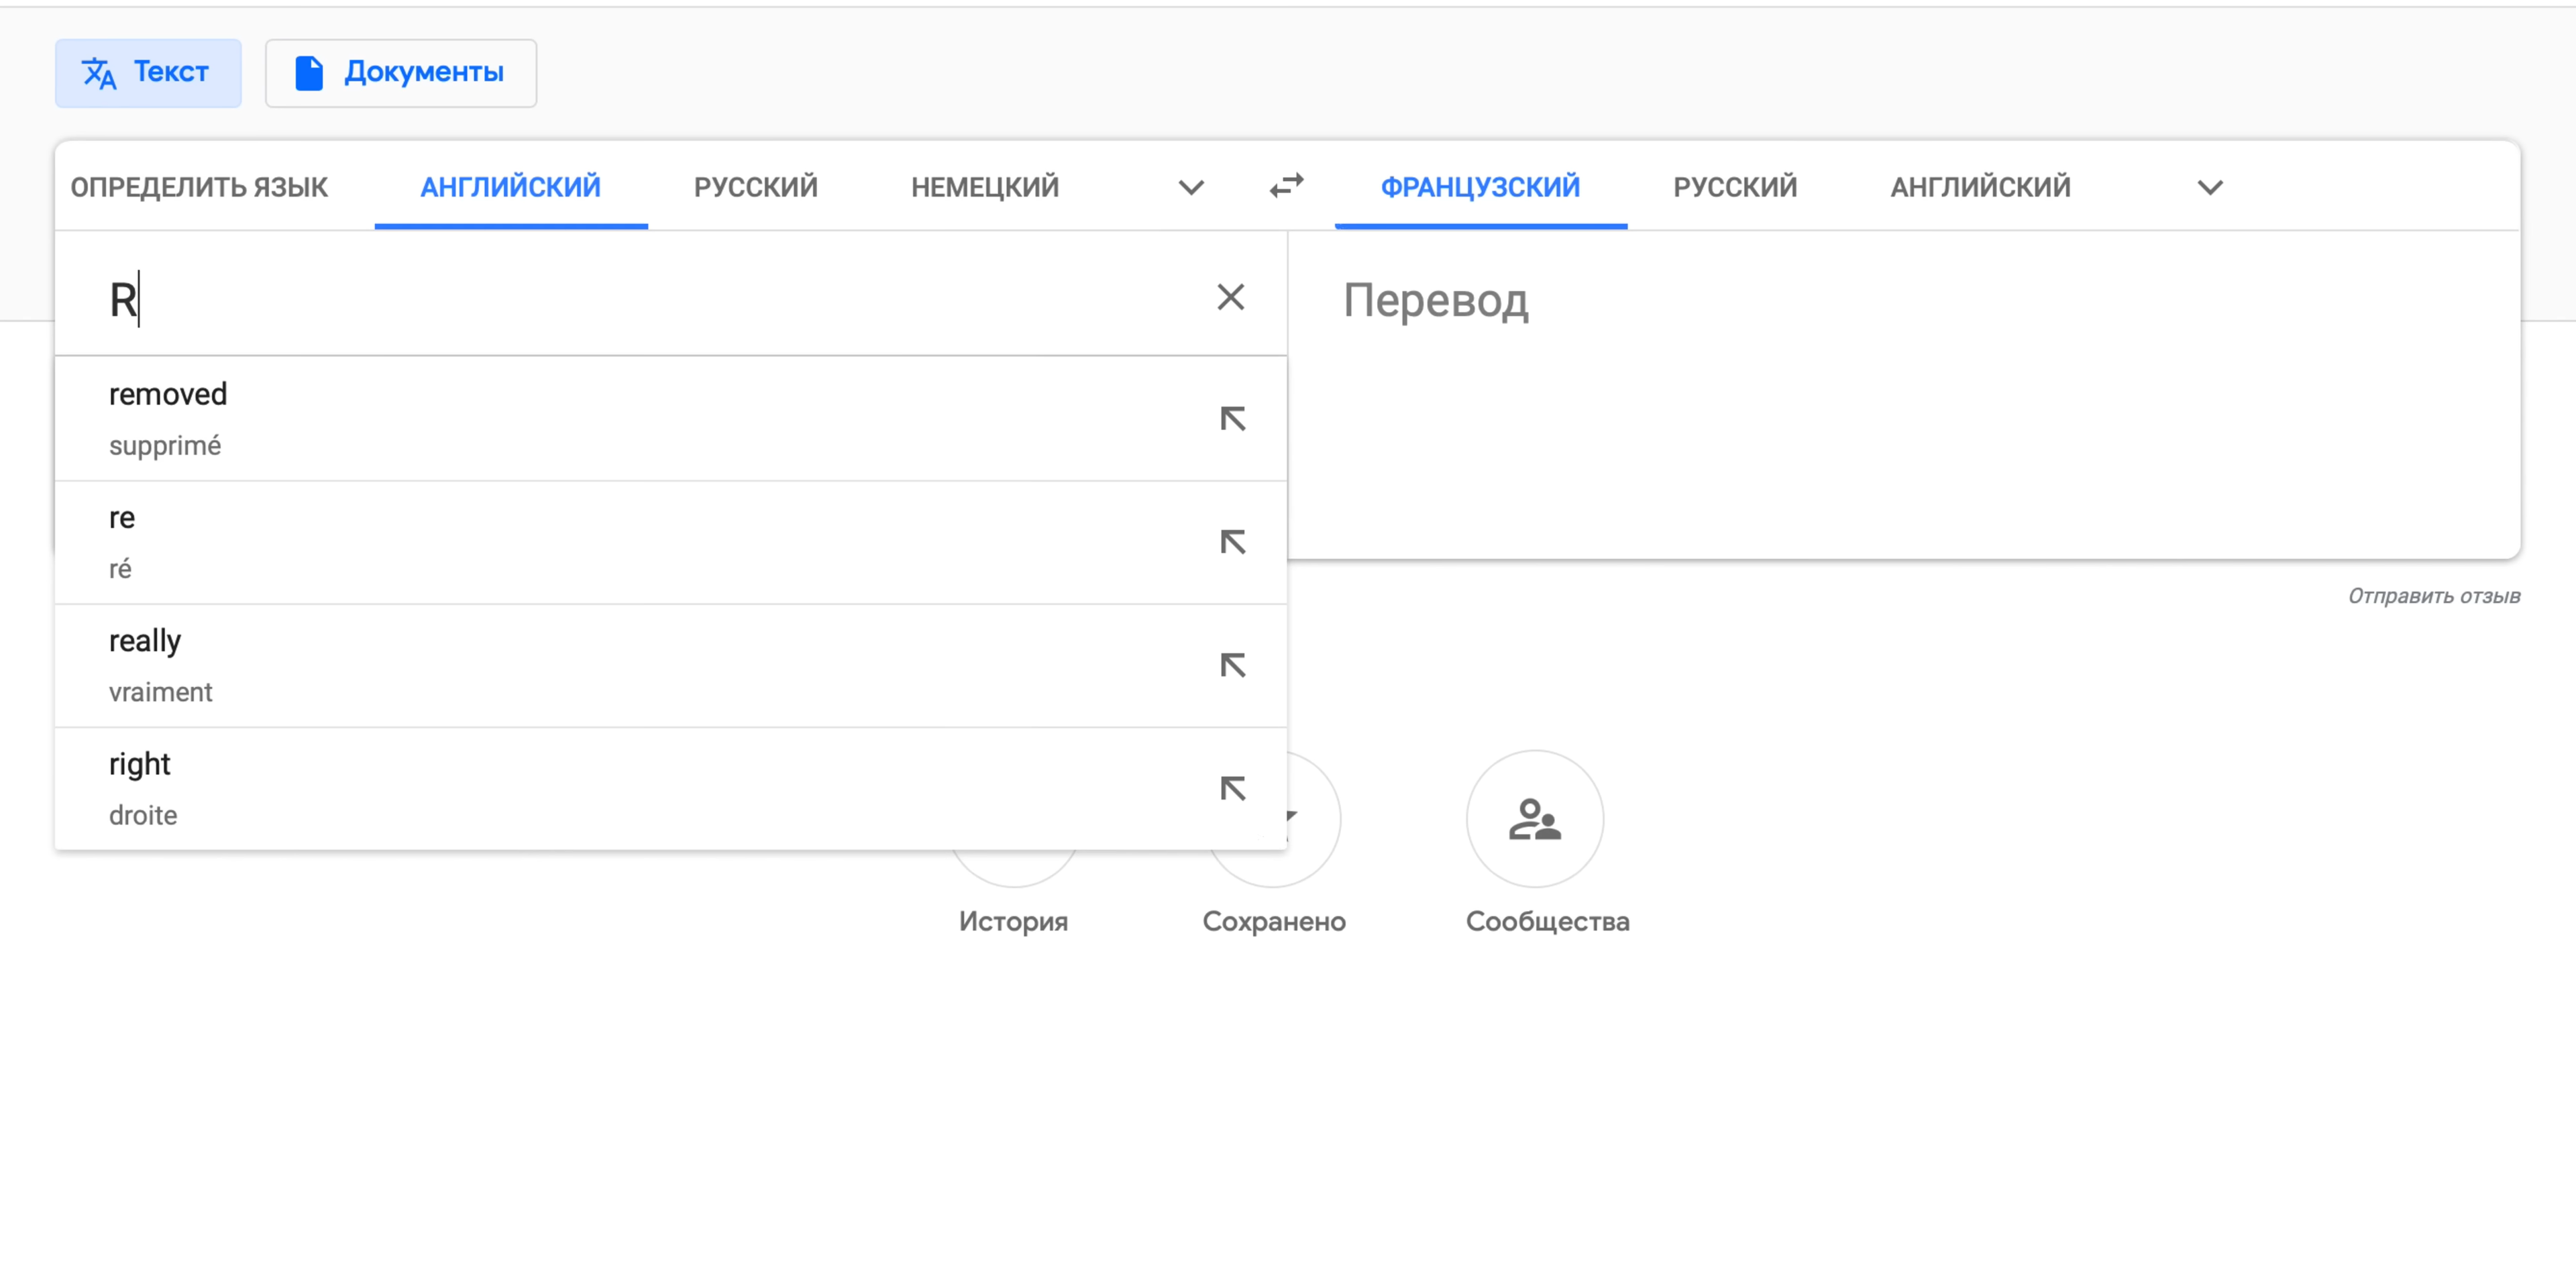 Текст Документы
ОПРЕДЕЛИТЬ ЯЗЫК АНГЛИЙСКИЙ РУССКИЙ НЕМЕЦКИЙ ФРАНЦУЗСКИЙ РУССКИЙ АНГЛИЙСКИЙ
R Перевод
removed
supprimé
re
ré
really
vraiment
right
droite
Отправить отзыв
История Сохранено Сообщества